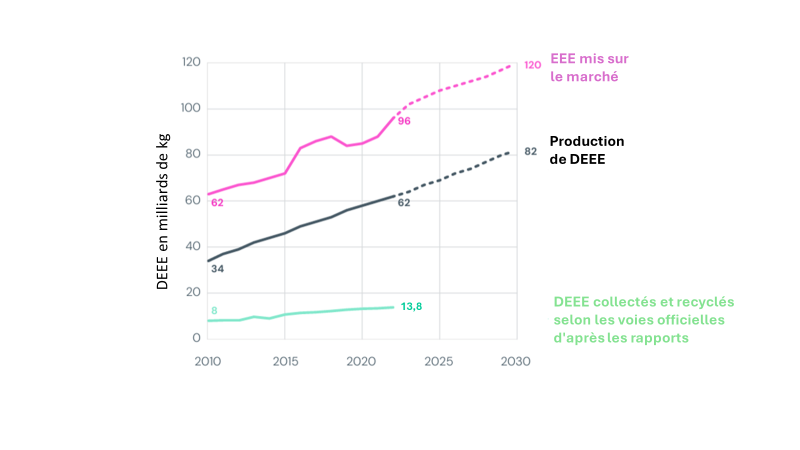 EEE mis sur
le marché
Production
de DEEE
DEEE collectés et recyclés
selon les voies officielles
d'après les rapports
DEEE en milliards de kg
120
100
80
60
40
20
0
2010
2015
2020
2025
2030
62
96
120
34
62
82
8
13,8